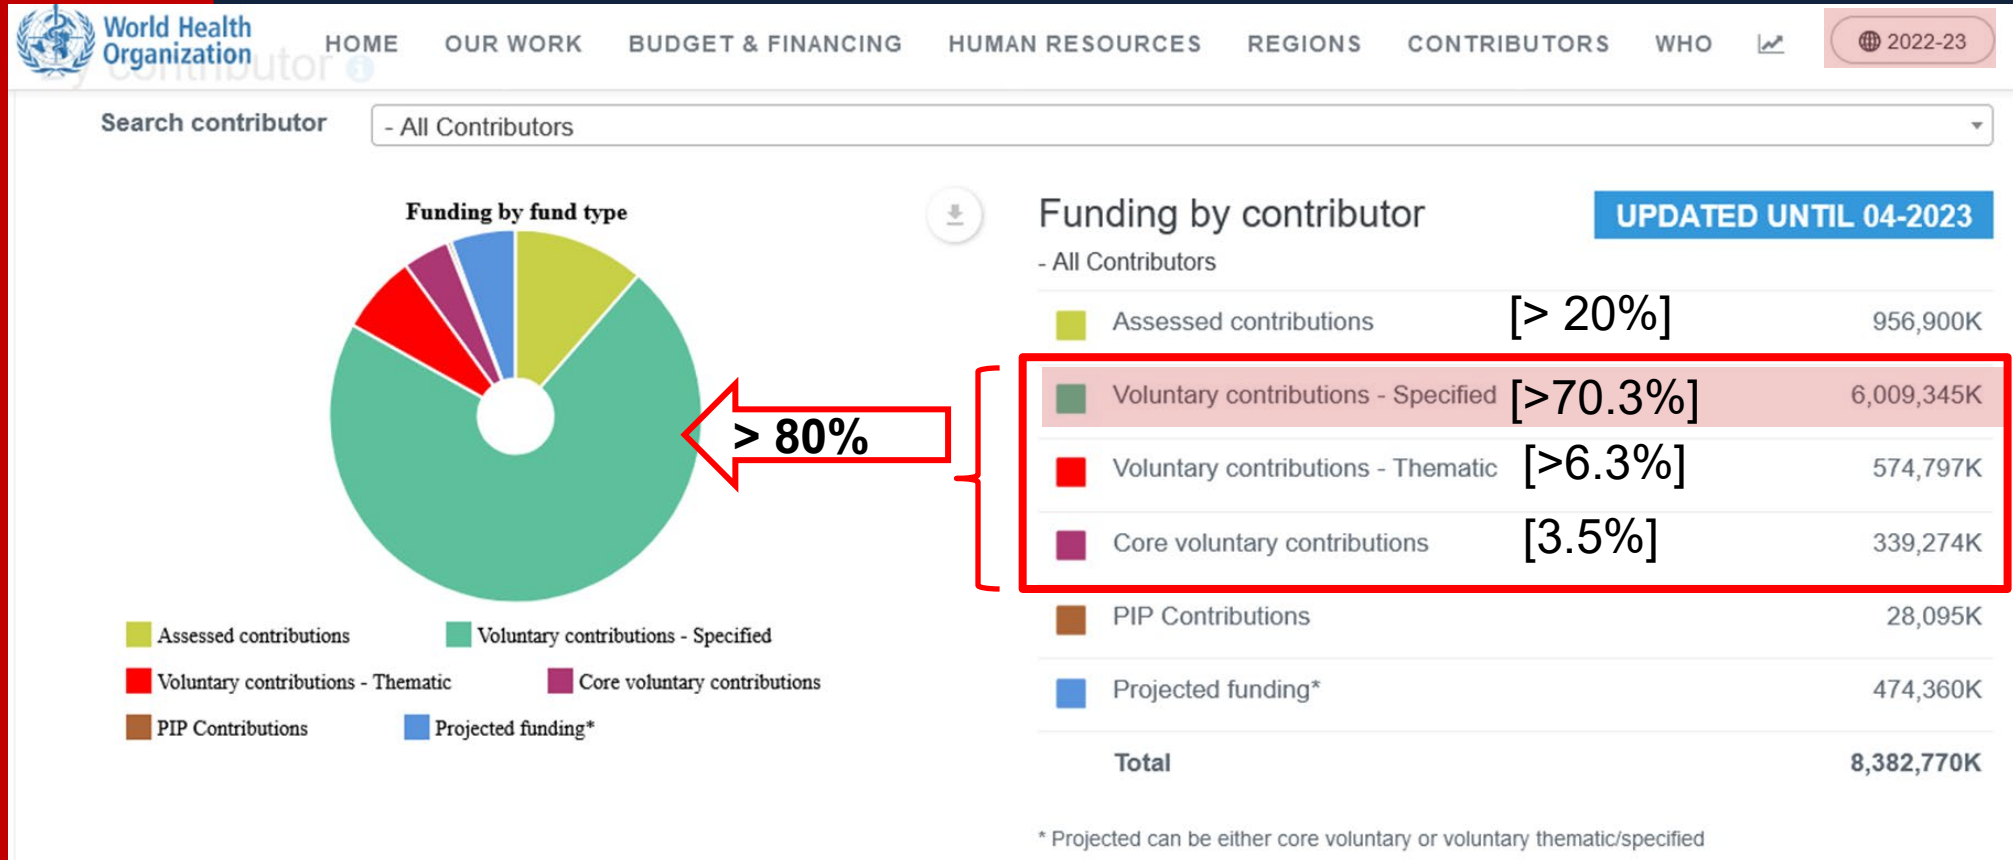 World Health
Organization
HOME OUR WORK BUDGET & FINANCING HUMAN RESOURCES REGIONS CONTRIBUTORS WHO 2022-23
By contributor
Search contributor - All Contributors
Funding by fund type
> 80%
Assessed contributions Voluntary contributions - Specified
Voluntary contributions - Thematic Core voluntary contributions
PIP Contributions Projected funding*
Funding by contributor UPDATED UNTIL 04-2023
- All Contributors
Assessed contributions [> 20%] 956,900K
Voluntary contributions - Specified [>70.3%] 6,009,345K
Voluntary contributions - Thematic [>6.3%] 574,797K
Core voluntary contributions [3.5%] 339,274K
PIP Contributions 28,095K
Projected funding* 474,360K
Total 8,382,770K
* Projected can be either core voluntary or voluntary thematic/specified